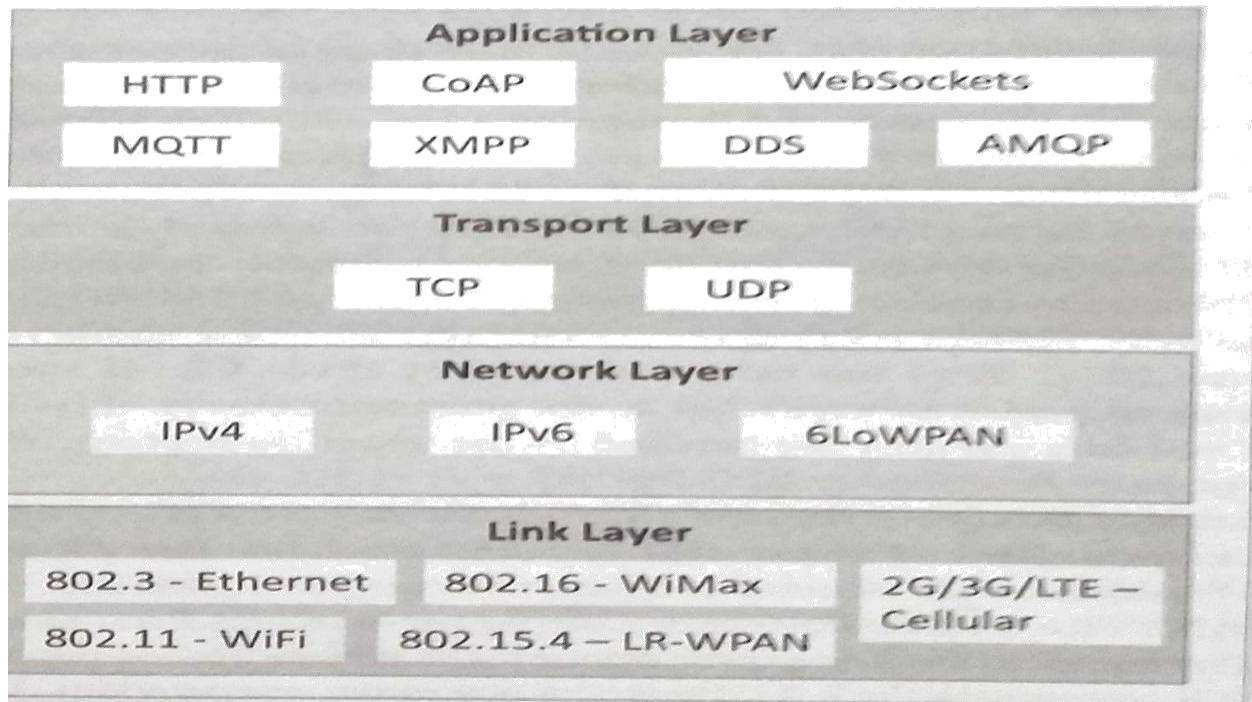 Application Layer
HTTP
CoAP
WebSockets
MQTT
XMPP
DDS
AMQP
Transport Layer
TCP
UDP
Network Layer
IPv4
IPv6
6LoWPAN
Link Layer
802.3 - Ethernet
802.16 - WiMax
2G/3G/LTE –
Cellular
802.11 - WiFi
802.15.4 – LR-WPAN